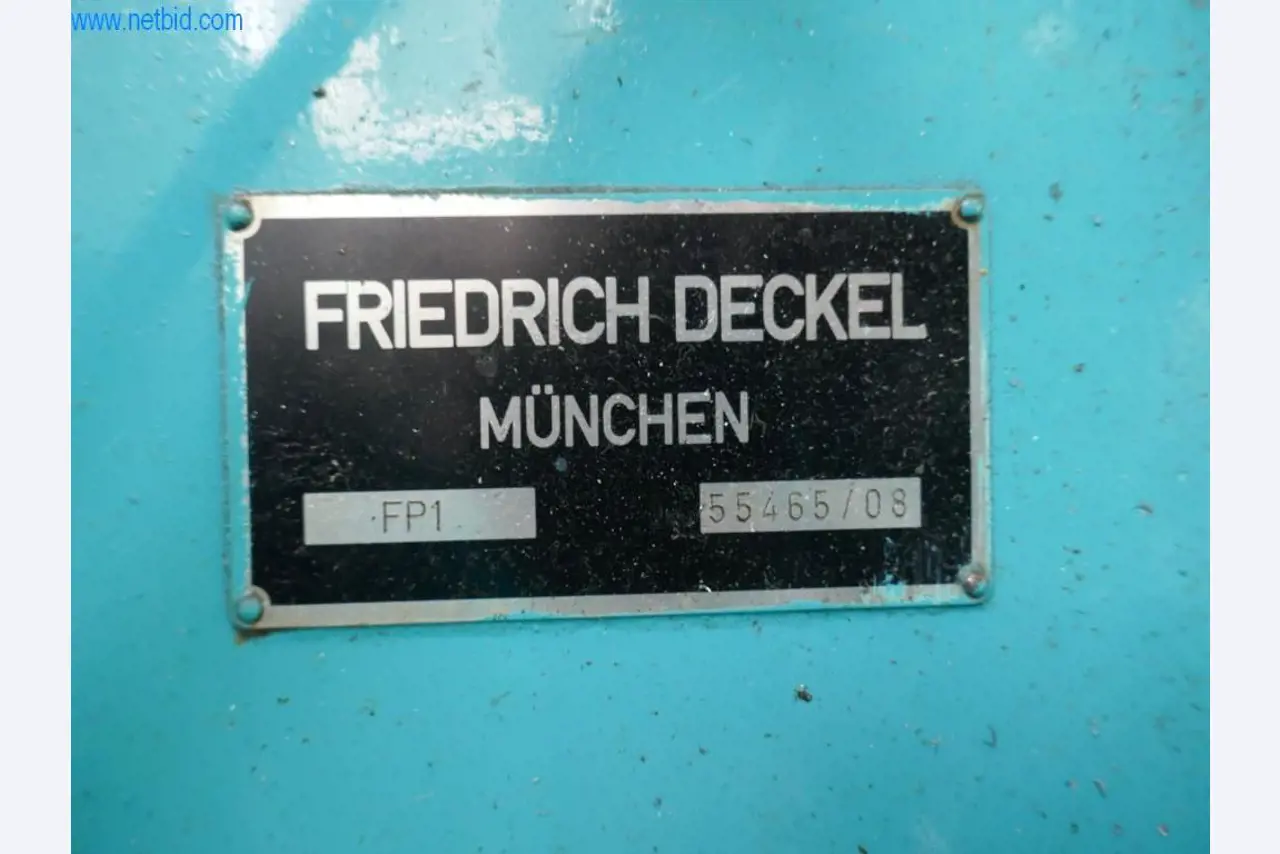 www.netbid.com
FRIEDRICH DECKEL
MÜNCHEN
FP1 55465/08